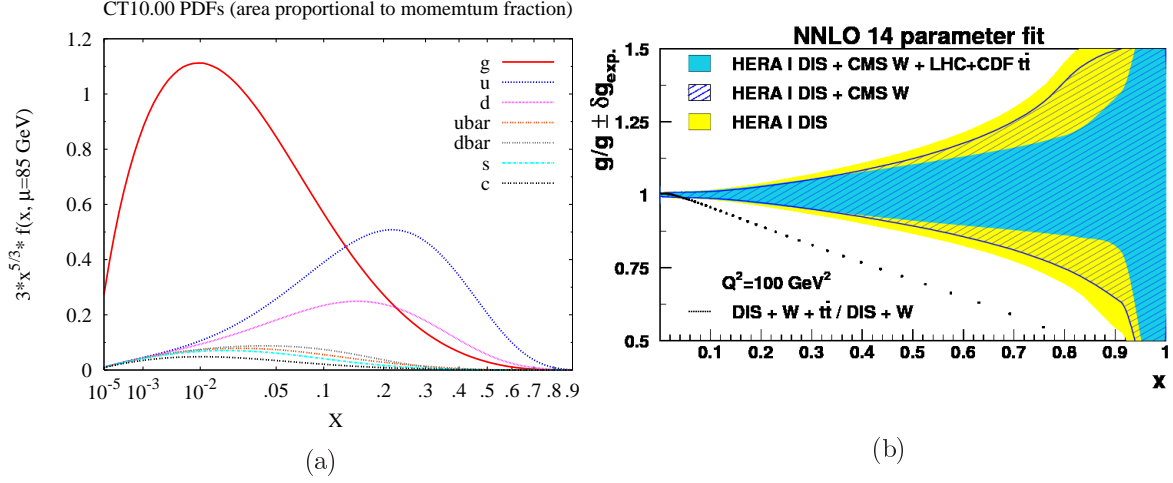 CT10.00 PDFs (area proportional to momemtum fraction)
3*x^5/3* f(x, μ=85 GeV)
1.2
1
0.8
0.6
0.4
0.2
0
g
u
d
ubar
dbar
s
c
10^-5 10^-3 10^-2 .05 .1 .2 .3 .4 .5 .6 .7 .8 .9
X
(a)
NNLO 14 parameter fit
g/g ± δg_exp.
1.5
1.25
1
0.75
0.5
HERA I DIS + CMS W + LHC+CDF tt̄
HERA I DIS + CMS W
HERA I DIS
Q²=100 GeV²
DIS + W + tt̄ / DIS + W
0.1 0.2 0.3 0.4 0.5 0.6 0.7 0.8 0.9 1
x
(b)